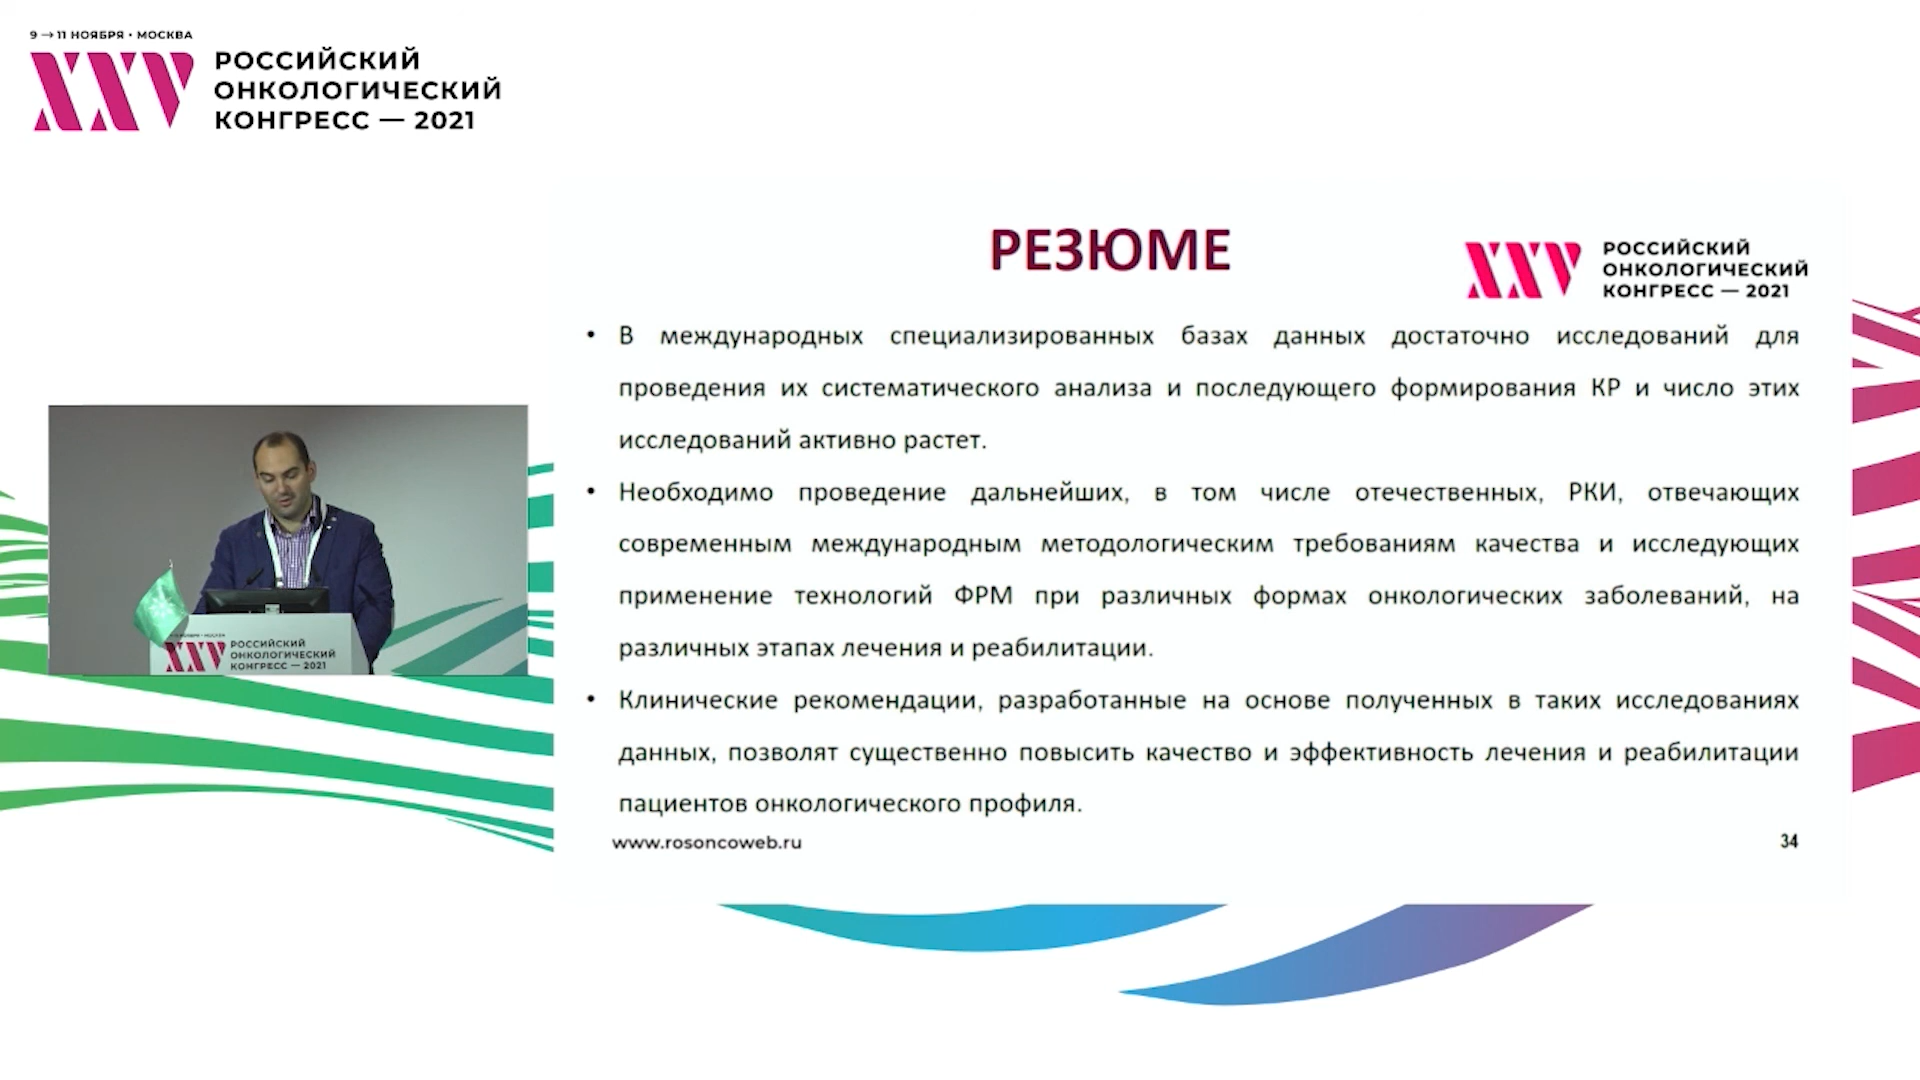 9 → 11 НОЯБРЯ • МОСКВА
XXV
РОССИЙСКИЙ
ОНКОЛОГИЧЕСКИЙ
КОНГРЕСС — 2021
РЕЗЮМЕ
XXV
РОССИЙСКИЙ
ОНКОЛОГИЧЕСКИЙ
КОНГРЕСС — 2021
• В международных специализированных базах данных достаточно исследований для
проведения их систематического анализа и последующего формирования КР и число этих
исследований активно растет.
• Необходимо проведение дальнейших, в том числе отечественных, РКИ, отвечающих
современным международным методологическим требованиям качества и исследующих
применение технологий ФРМ при различных формах онкологических заболеваний, на
различных этапах лечения и реабилитации.
• Клинические рекомендации, разработанные на основе полученных в таких исследованиях
данных, позволят существенно повысить качество и эффективность лечения и реабилитации
пациентов онкологического профиля.
www.rosoncoweb.ru
34
XXV
РОССИЙСКИЙ
ОНКОЛОГИЧЕСКИЙ
КОНГРЕСС — 2021